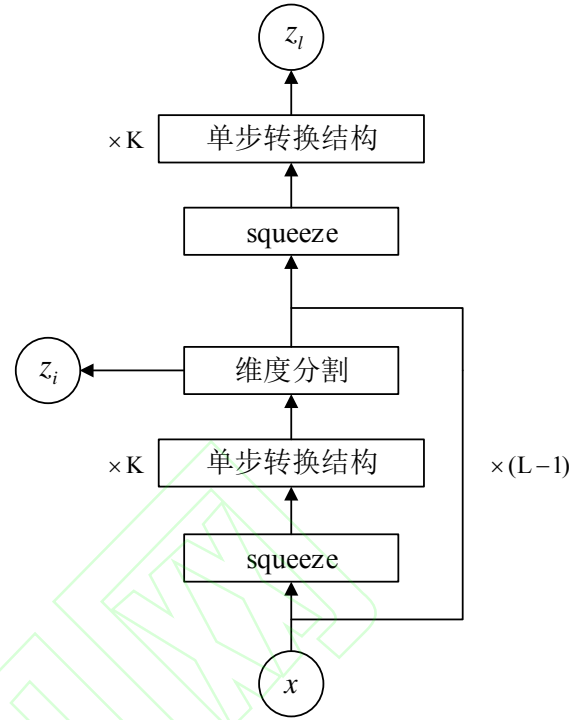 z_l
× K 单步转换结构
squeeze
z_i 维度分割
× K 单步转换结构
× (L−1)
squeeze
x